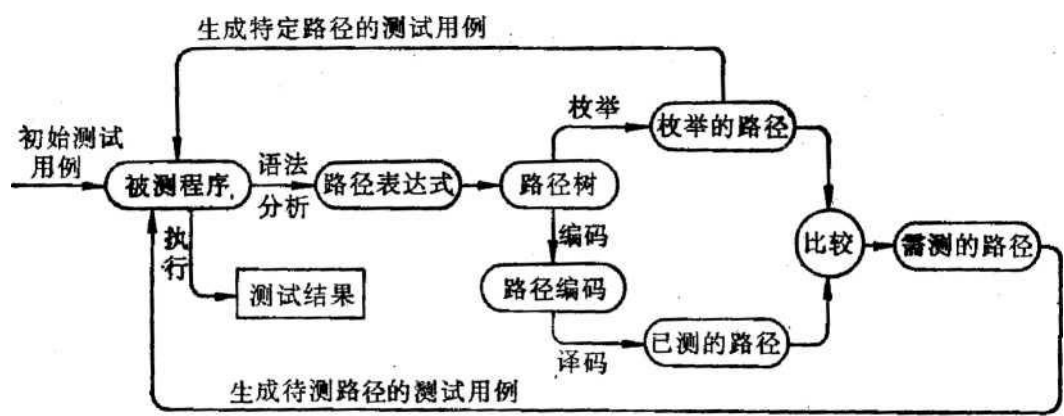 生成特定路径的测试用例
初始测试
用例
被测程序
语法
分析
路径表达式
路径树
枚举
枚举的路径
编码
路径编码
译码
已测的路径
比较
需测的路径
执
行
测试结果
生成待测路径的测试用例